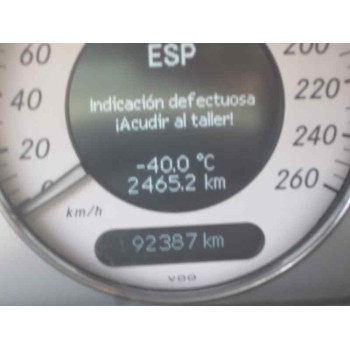 60
ESP
200
40
Indicación defectuosa
220
¡Acudir al taller!
20
-40.0 °C
240
0
2465.2 km
260
km/h
92387 km
VDO